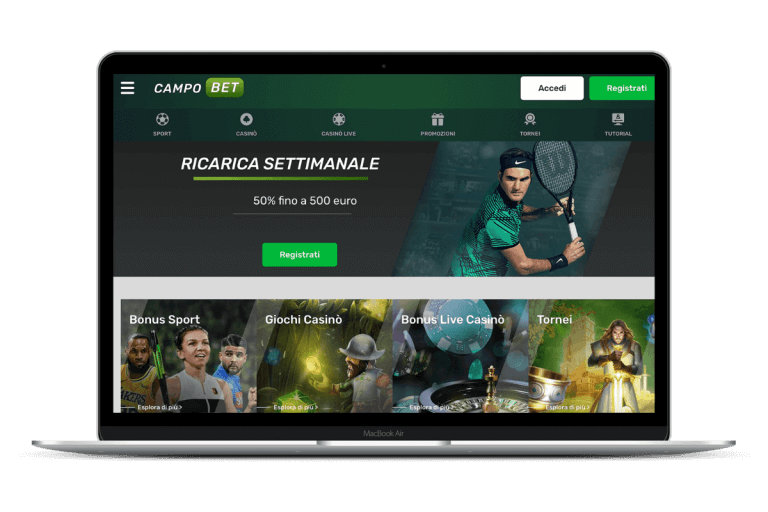 CAMPO BET
Accedi
Registrati
SPORT
CASINÒ
CASINÒ LIVE
PROMOZIONI
TORNEI
TUTORIAL
RICARICA SETTIMANALE
50% fino a 500 euro
Registrati
Bonus Sport
Giochi Casinò
Bonus Live Casinò
Tornei
Esplora di più >
Esplora di più >
Esplora di più >
Esplora di più >
MacBook Air